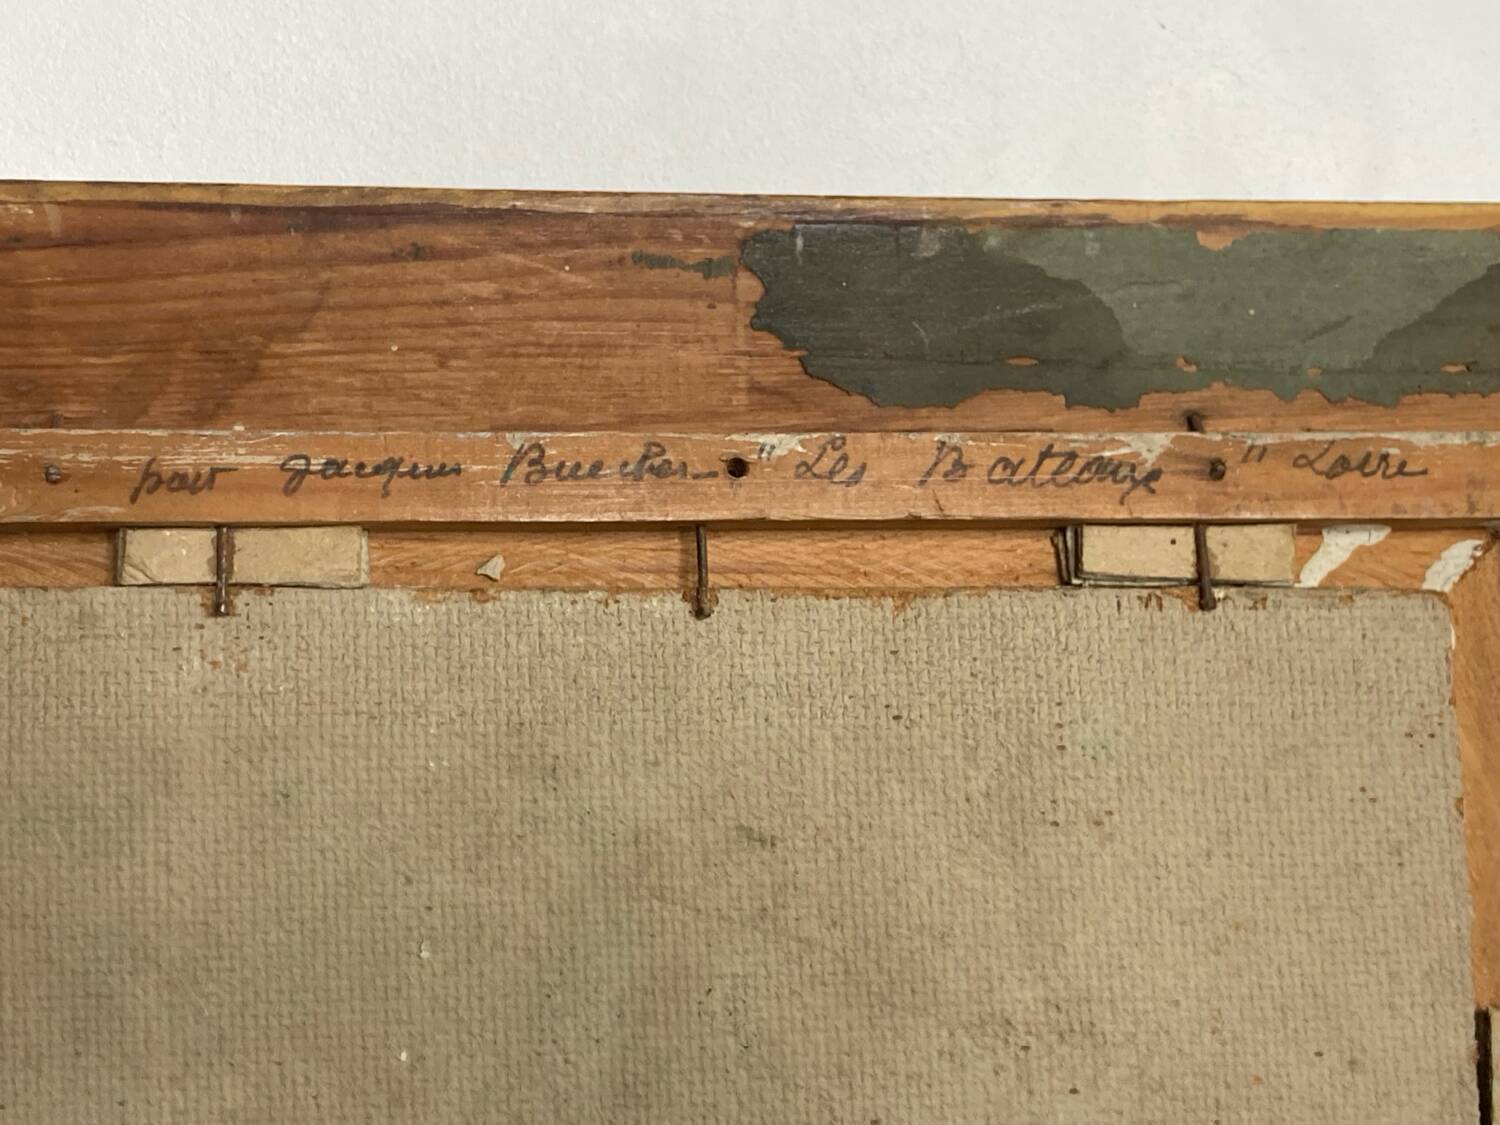 par Jacques Buecher - "Les Bateaux" Loire